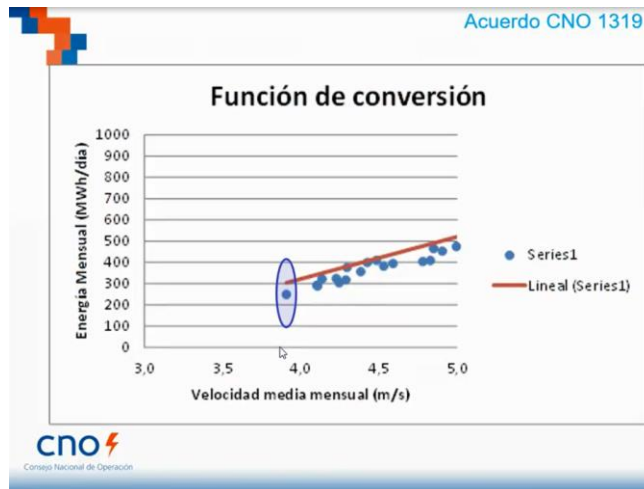 Acuerdo CNO 1319
Función de conversión
Energía Mensual (MWh/día)
1000
900
800
700
600
500
400
300
200
100
0
3,0 3,5 4,0 4,5 5,0
Velocidad media mensual (m/s)
Series1
Lineal (Series1)
cno
Consejo Nacional de Operación